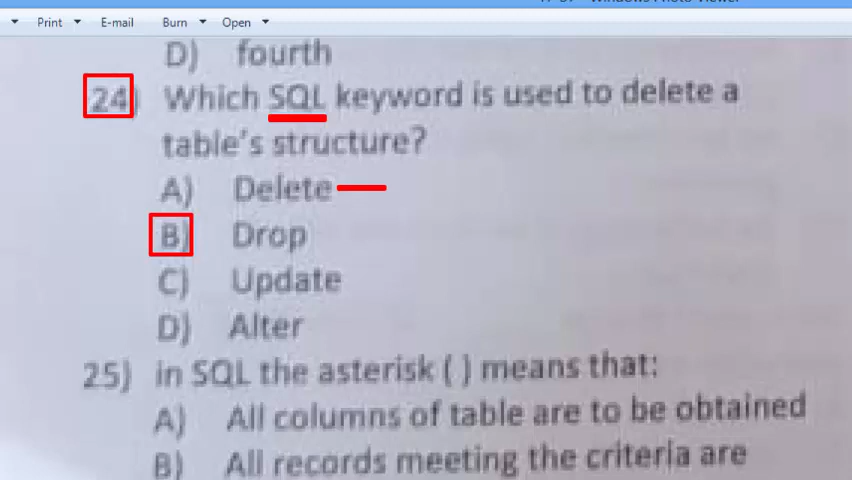 Print E-mail Burn Open
D) fourth
24) Which SQL keyword is used to delete a
table's structure?
A) Delete
B) Drop
C) Update
D) Alter
25) in SQL the asterisk ( ) means that:
A) All columns of table are to be obtained
B) All records meeting the criteria are